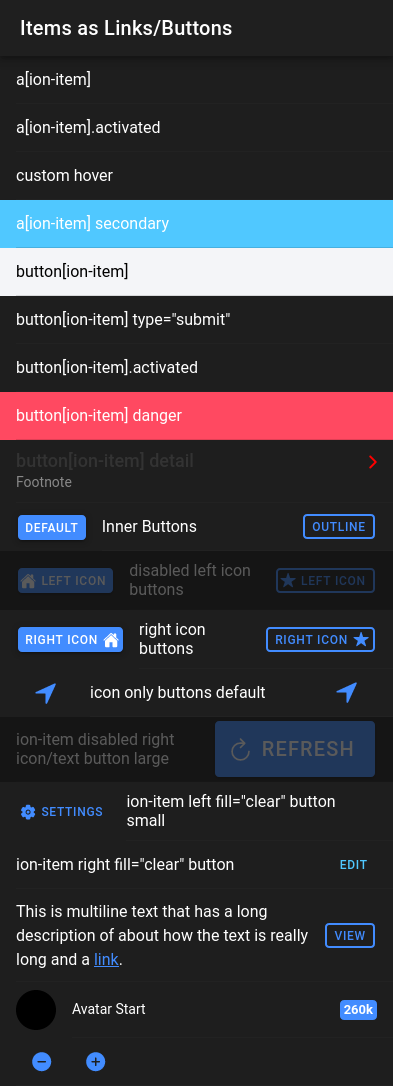 Items as Links/Buttons
a[ion-item]
a[ion-item].activated
custom hover
a[ion-item] secondary
button[ion-item]
button[ion-item] type="submit"
button[ion-item].activated
button[ion-item] danger
button[ion-item] detail
Footnote
DEFAULT Inner Buttons OUTLINE
LEFT ICON disabled left icon buttons LEFT ICON
RIGHT ICON right icon buttons RIGHT ICON
icon only buttons default
ion-item disabled right
icon/text button large
REFRESH
SETTINGS
ion-item left fill="clear" button
small
ion-item right fill="clear" button EDIT
This is multiline text that has a long
description of about how the text is really
long and a link.
VIEW
Avatar Start 260k